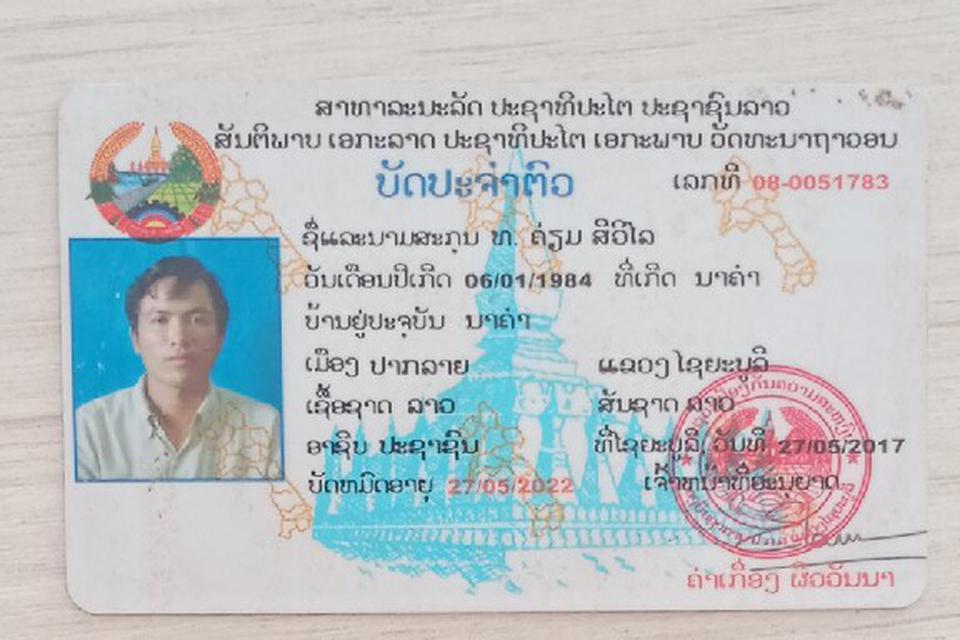 ສາທາລະນະລັດ ປະຊາທິປະໄຕ ປະຊາຊົນລາວ
ສັນຕິພາບ ເອກະລາດ ປະຊາທິປະໄຕ ເອກະພາບ ວັດທະນາຖາວອນ
ບັດປະຈຳຕົວ
ເລກທີ 08-0051783
ຊື່ແລະນາມສະກຸນ ທ. ຄ່ຽມ ສີວິໄລ
ວັນເດືອນປີເກີດ 06/01/1984 ທີ່ເກີດ ນາຄຳ
ບ້ານຢູ່ປະຈຸບັນ ນາຄຳ
ເມືອງ ປາກລາຍ ແຂວງ ໄຊຍະບູລີ
ເຊື້ອຊາດ ລາວ ສັນຊາດ ລາວ
ອາຊີບ ປະຊາຊົນ ທີ່ໄຊຍະບູລີ, ວັນທີ 27/05/2017
ບັດຫມົດອາຍຸ 27/05/2022 ເຈົ້າຫນ້າທີ່ອະນຸຍາດ
ຄຳເກື່ອງ ຜິວວັນນາ